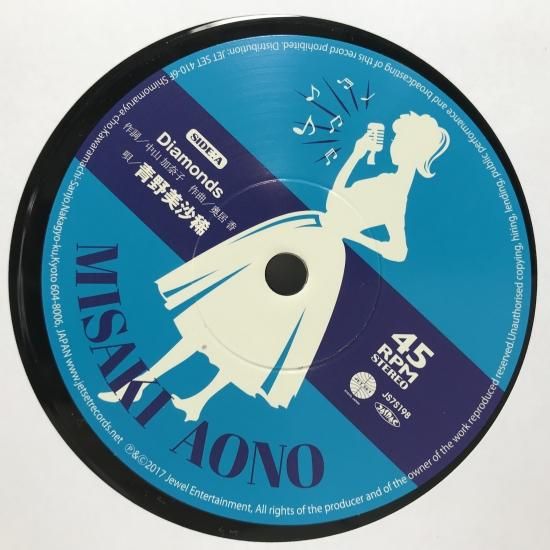 SIDE:A
Diamonds
作詞／中山 加奈子　作曲／奥居 香
唄　青野美沙稀
MISAKI AONO
45
RPM
STEREO
JS7S198
℗&©2017 Jewel Entertainment, All rights of the producer and of the owner of the work reproduced reserved.Unauthorised copying, hiring, lending, public performance and broadcasting of this record prohibited. Distribution: JET SET 410-6F Shimomaruya-cho,Kawaramachi-Sanjo,Nakagyo-ku,Kyoto 604-8006, JAPAN www.jetsetrecords.net